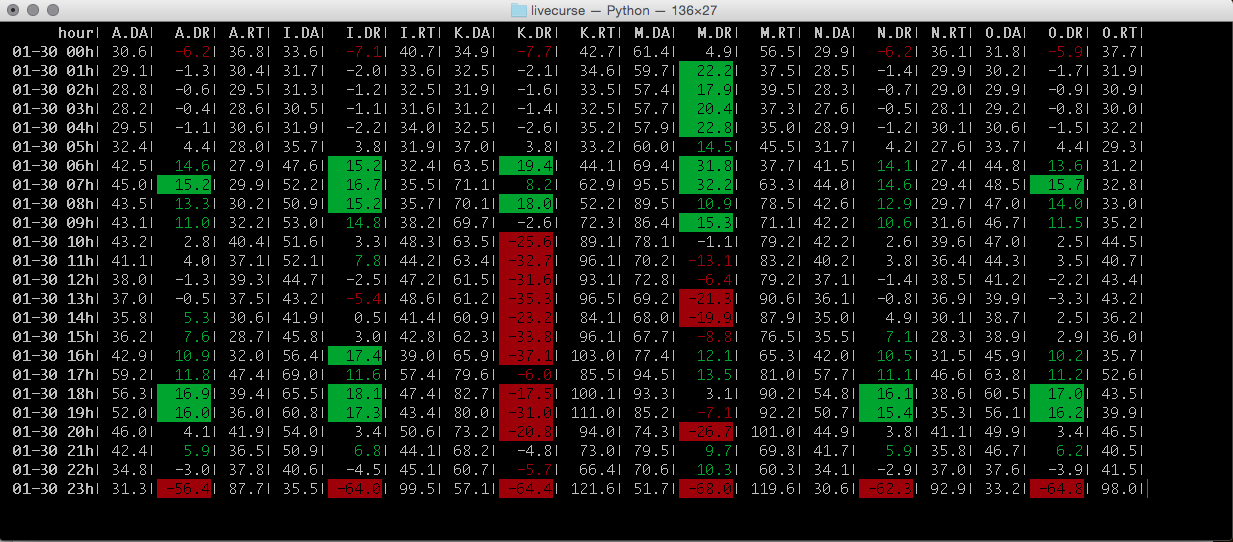 livecurse — Python — 136×27
hour| A.DA| A.DR| A.RT| I.DA| I.DR| I.RT| K.DA| K.DR| K.RT| M.DA| M.DR| M.RT| N.DA| N.DR| N.RT| O.DA| O.DR| O.RT|
01-30 00h| 30.6| -6.2| 36.8| 33.6| -7.1| 40.7| 34.9| -7.7| 42.7| 61.4| 4.9| 56.5| 29.9| -6.2| 36.1| 31.8| -5.9| 37.7|
01-30 01h| 29.1| -1.3| 30.4| 31.7| -2.0| 33.6| 32.5| -2.1| 34.6| 59.7| 22.2| 37.5| 28.5| -1.4| 29.9| 30.2| -1.7| 31.9|
01-30 02h| 28.8| -0.6| 29.5| 31.3| -1.2| 32.5| 31.9| -1.6| 33.5| 57.4| 17.9| 39.5| 28.3| -0.7| 29.0| 29.9| -0.9| 30.9|
01-30 03h| 28.2| -0.4| 28.6| 30.5| -1.1| 31.6| 31.2| -1.4| 32.5| 57.7| 20.4| 37.3| 27.6| -0.5| 28.1| 29.2| -0.8| 30.0|
01-30 04h| 29.5| -1.1| 30.6| 31.9| -2.2| 34.0| 32.5| -2.6| 35.2| 57.9| 22.8| 35.0| 28.9| -1.2| 30.1| 30.6| -1.5| 32.2|
01-30 05h| 32.4| 4.4| 28.0| 35.7| 3.8| 31.9| 37.0| 3.8| 33.2| 60.0| 14.5| 45.5| 31.7| 4.2| 27.6| 33.7| 4.4| 29.3|
01-30 06h| 42.5| 14.6| 27.9| 47.6| 15.2| 32.4| 63.5| 19.4| 44.1| 69.4| 31.8| 37.7| 41.5| 14.1| 27.4| 44.8| 13.6| 31.2|
01-30 07h| 45.0| 15.2| 29.9| 52.2| 16.7| 35.5| 71.1| 8.2| 62.9| 95.5| 32.2| 63.3| 44.0| 14.6| 29.4| 48.5| 15.7| 32.8|
01-30 08h| 43.5| 13.3| 30.2| 50.9| 15.2| 35.7| 70.1| 18.0| 52.2| 89.5| 10.9| 78.5| 42.6| 12.9| 29.7| 47.0| 14.0| 33.0|
01-30 09h| 43.1| 11.0| 32.2| 53.0| 14.8| 38.2| 69.7| -2.6| 72.3| 86.4| 15.3| 71.1| 42.2| 10.6| 31.6| 46.7| 11.5| 35.2|
01-30 10h| 43.2| 2.8| 40.4| 51.6| 3.3| 48.3| 63.5| -25.6| 89.1| 78.1| -1.1| 79.2| 42.2| 2.6| 39.6| 47.0| 2.5| 44.5|
01-30 11h| 41.1| 4.0| 37.1| 52.1| 7.8| 44.2| 63.4| -32.7| 96.1| 70.2| -13.1| 83.2| 40.2| 3.8| 36.4| 44.3| 3.5| 40.7|
01-30 12h| 38.0| -1.3| 39.3| 44.7| -2.5| 47.2| 61.5| -31.6| 93.1| 72.8| -6.4| 79.2| 37.1| -1.4| 38.5| 41.2| -2.2| 43.4|
01-30 13h| 37.0| -0.5| 37.5| 43.2| -5.4| 48.6| 61.2| -35.3| 96.5| 69.2| -21.3| 90.6| 36.1| -0.8| 36.9| 39.9| -3.3| 43.2|
01-30 14h| 35.8| 5.3| 30.6| 41.9| 0.5| 41.4| 60.9| -23.2| 84.1| 68.0| -19.9| 87.9| 35.0| 4.9| 30.1| 38.7| 2.5| 36.2|
01-30 15h| 36.2| 7.6| 28.7| 45.8| 3.0| 42.8| 62.3| -33.8| 96.1| 67.7| -8.8| 76.5| 35.5| 7.1| 28.3| 38.9| 2.9| 36.0|
01-30 16h| 42.9| 10.9| 32.0| 56.4| 17.4| 39.0| 65.9| -37.1| 103.0| 77.4| 12.1| 65.3| 42.0| 10.5| 31.5| 45.9| 10.2| 35.7|
01-30 17h| 59.2| 11.8| 47.4| 69.0| 11.6| 57.4| 79.6| -6.0| 85.5| 94.5| 13.5| 81.0| 57.7| 11.1| 46.6| 63.8| 11.2| 52.6|
01-30 18h| 56.3| 16.9| 39.4| 65.5| 18.1| 47.4| 82.7| -17.5| 100.1| 93.3| 3.1| 90.2| 54.8| 16.1| 38.6| 60.5| 17.0| 43.5|
01-30 19h| 52.0| 16.0| 36.0| 60.8| 17.3| 43.4| 80.0| -31.0| 111.0| 85.2| -7.1| 92.2| 50.7| 15.4| 35.3| 56.1| 16.2| 39.9|
01-30 20h| 46.0| 4.1| 41.9| 54.0| 3.4| 50.6| 73.2| -20.8| 94.0| 74.3| -26.7| 101.0| 44.9| 3.8| 41.1| 49.9| 3.4| 46.5|
01-30 21h| 42.4| 5.9| 36.5| 50.9| 6.8| 44.1| 68.2| -4.8| 73.0| 79.5| 9.7| 69.8| 41.7| 5.9| 35.8| 46.7| 6.2| 40.5|
01-30 22h| 34.8| -3.0| 37.8| 40.6| -4.5| 45.1| 60.7| -5.7| 66.4| 70.6| 10.3| 60.3| 34.1| -2.9| 37.0| 37.6| -3.9| 41.5|
01-30 23h| 31.3| -56.4| 87.7| 35.5| -64.0| 99.5| 57.1| -64.4| 121.6| 51.7| -68.0| 119.6| 30.6| -62.3| 92.9| 33.2| -64.8| 98.0|